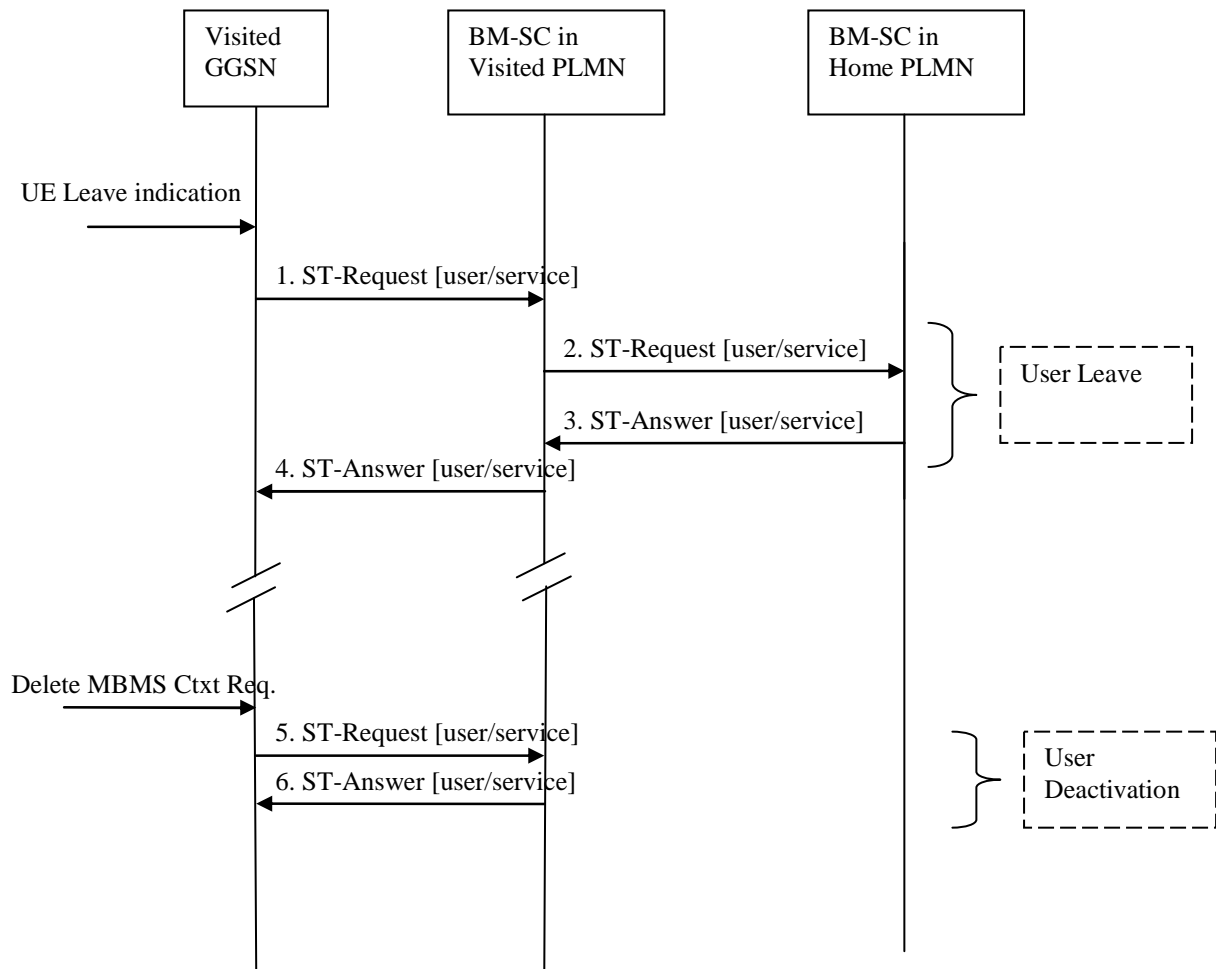 Visited
GGSN
BM-SC in
Visited PLMN
BM-SC in
Home PLMN
UE Leave indication
1. ST-Request [user/service]
2. ST-Request [user/service]
User Leave
3. ST-Answer [user/service]
4. ST-Answer [user/service]
Delete MBMS Ctxt Req.
5. ST-Request [user/service]
6. ST-Answer [user/service]
User
Deactivation